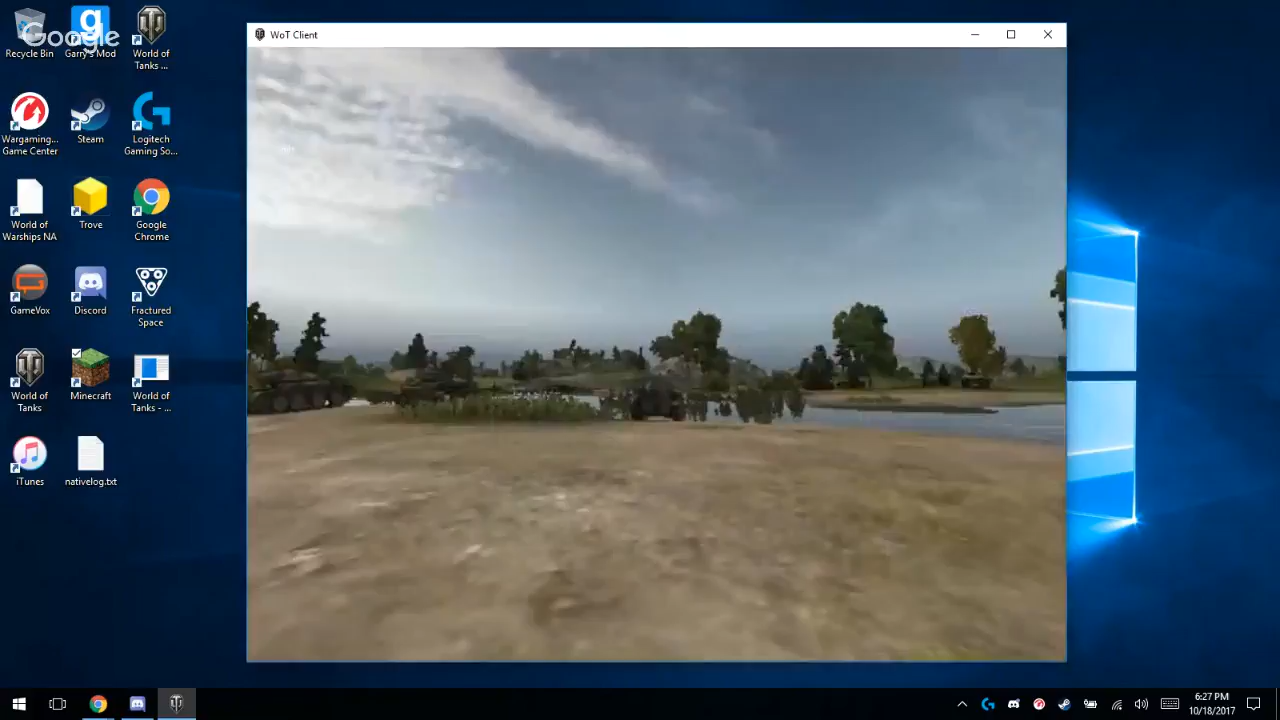 Google
Recycle Bin
Garry's Mod
World of
Tanks ...
WoT Client
Wargaming...
Game Center
Steam
Logitech
Gaming So...
World of
Warships NA
Trove
Google
Chrome
GameVox
Discord
Fractured
Space
World of
Tanks
Minecraft
World of
Tanks - ...
iTunes
nativelog.txt
6:27 PM
10/18/2017